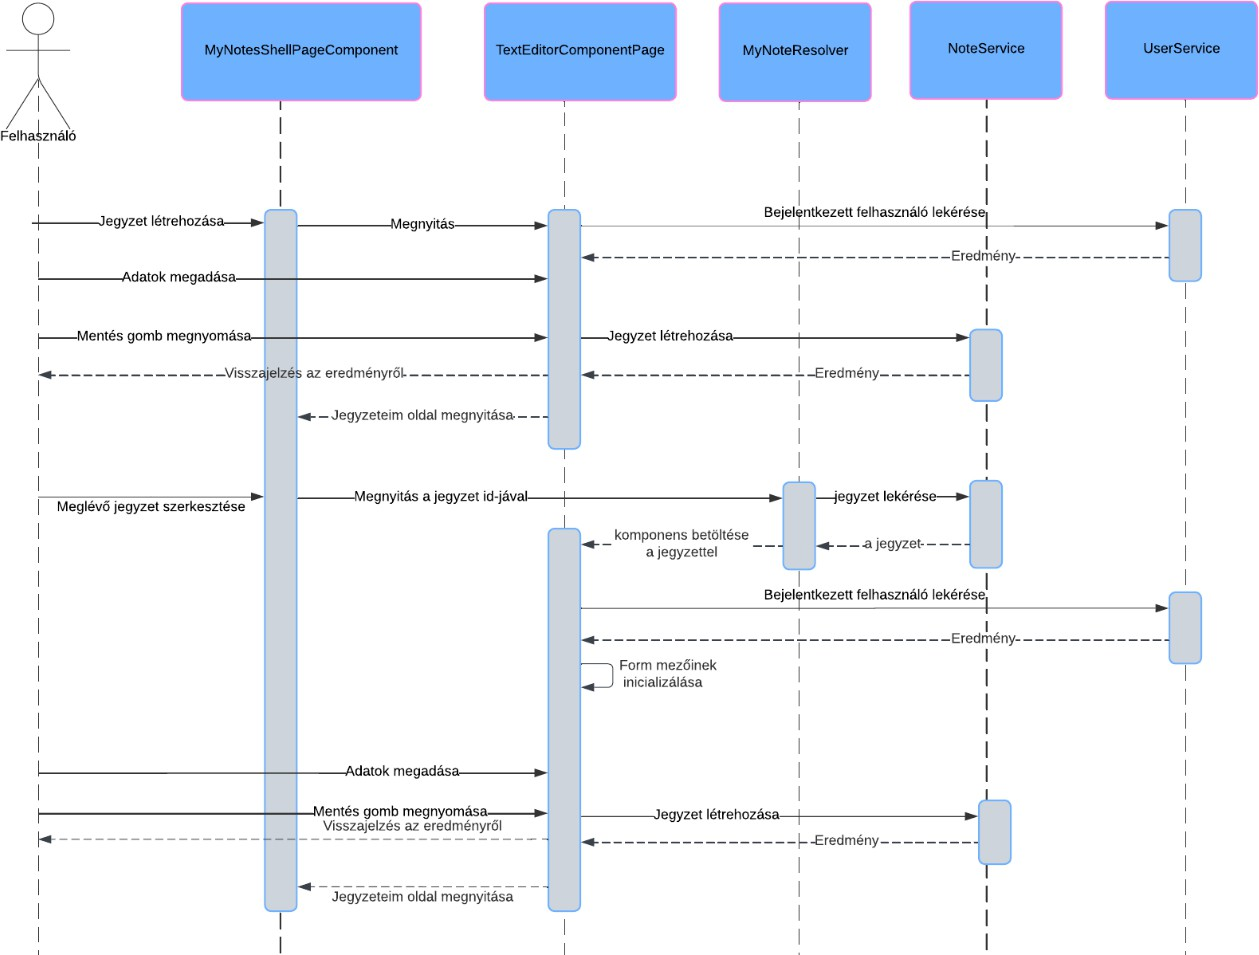 Felhasználó
MyNotesShellPageComponent
TextEditorComponentPage
MyNoteResolver
NoteService
UserService
Jegyzet létrehozása
Megnyitás
Bejelentkezett felhasználó lekérése
Eredmény
Adatok megadása
Mentés gomb megnyomása
Jegyzet létrehozása
Visszajelzés az eredményről
Eredmény
Jegyzeteim oldal megnyitása
Meglévő jegyzet szerkesztése
Megnyitás a jegyzet id-jával
jegyzet lekérése
komponens betöltése
a jegyzettel
a jegyzet
Bejelentkezett felhasználó lekérése
Eredmény
Form mezőinek
inicializálása
Adatok megadása
Mentés gomb megnyomása
Jegyzet létrehozása
Visszajelzés az eredményről
Eredmény
Jegyzeteim oldal megnyitása